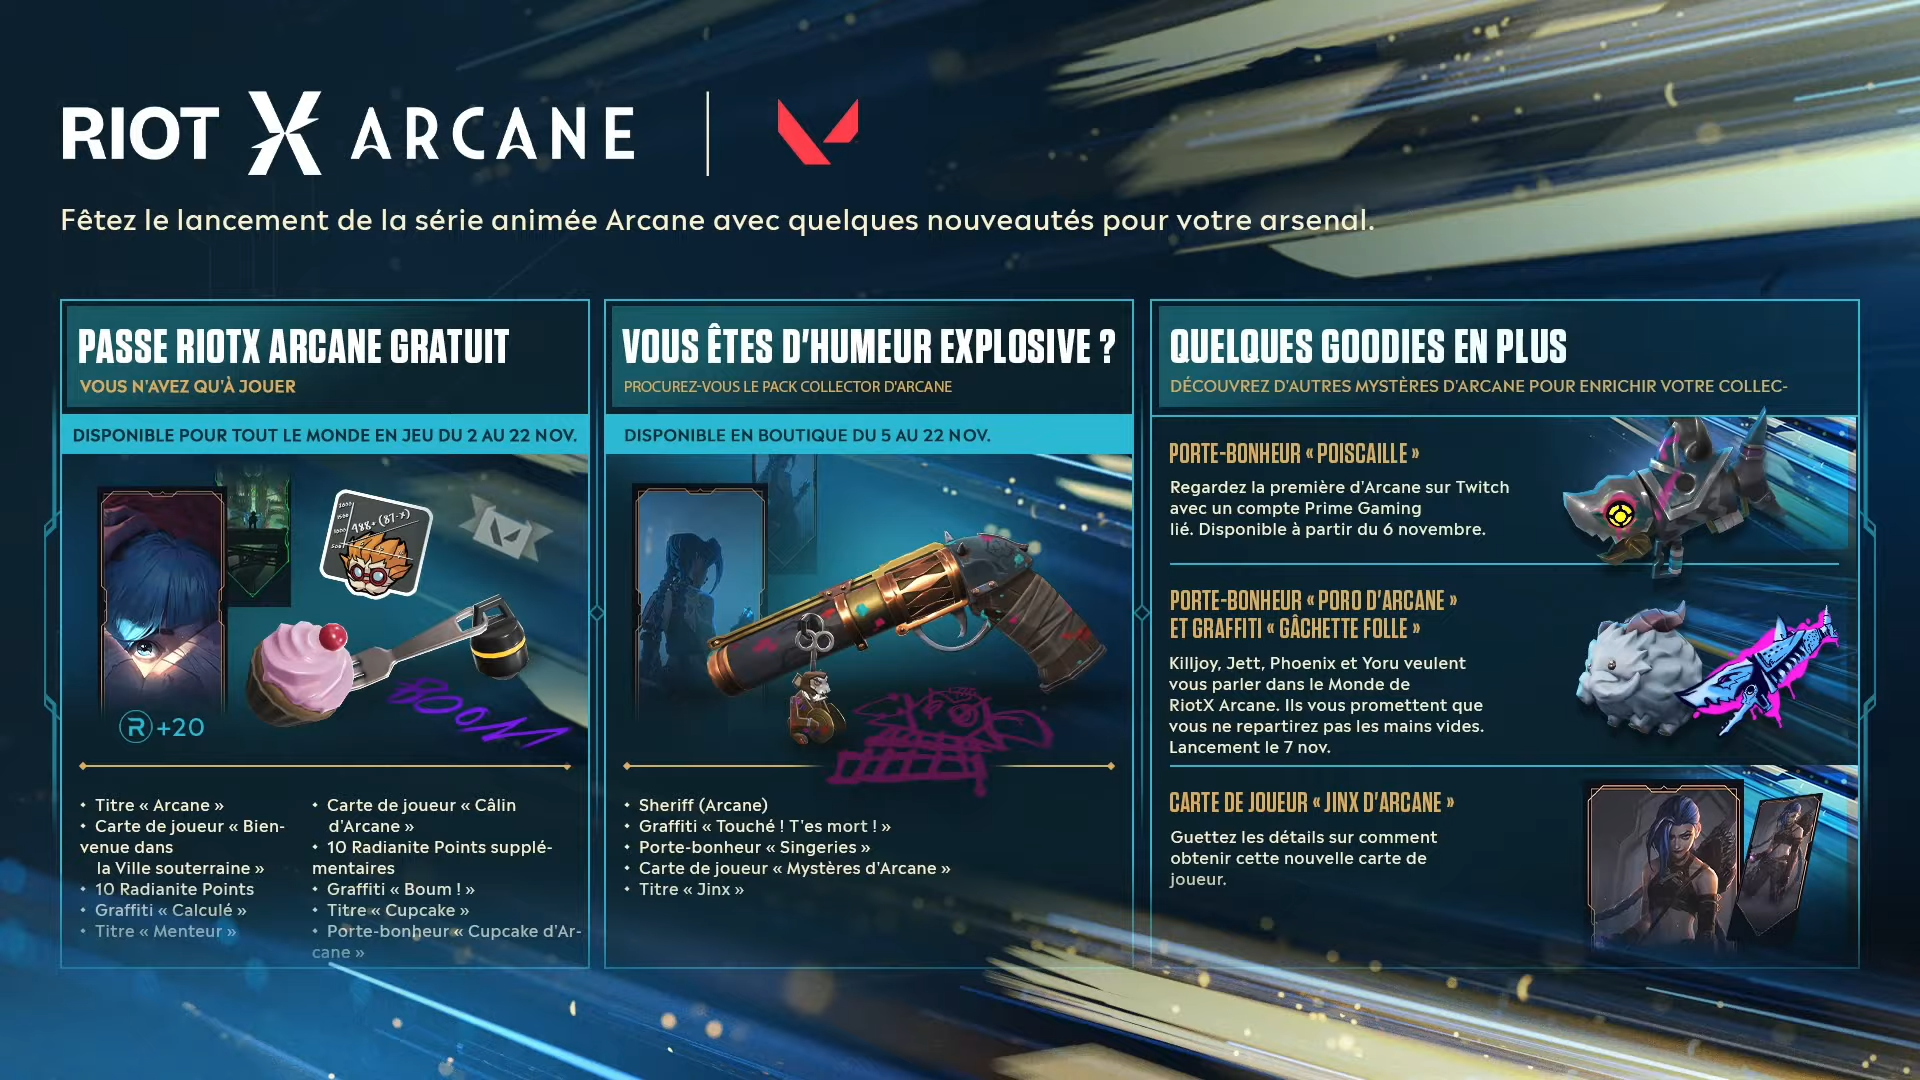 RIOT X ARCANE
Fêtez le lancement de la série animée Arcane avec quelques nouveautés pour votre arsenal.
PASSE RIOTX ARCANE GRATUIT
VOUS N'AVEZ QU'À JOUER
DISPONIBLE POUR TOUT LE MONDE EN JEU DU 2 AU 22 NOV.
488* (87-x)
R +20
BOOM
• Titre « Arcane »
• Carte de joueur « Bien-
venue dans
la Ville souterraine »
• 10 Radianite Points
• Graffiti « Calculé »
• Titre « Menteur »
• Carte de joueur « Câlin
d'Arcane »
• 10 Radianite Points supplé-
mentaires
• Graffiti « Boum ! »
• Titre « Cupcake »
• Porte-bonheur « Cupcake d'Ar-
cane »
VOUS ÊTES D'HUMEUR EXPLOSIVE ?
PROCUREZ-VOUS LE PACK COLLECTOR D'ARCANE
DISPONIBLE EN BOUTIQUE DU 5 AU 22 NOV.
• Sheriff (Arcane)
• Graffiti « Touché ! T'es mort ! »
• Porte-bonheur « Singeries »
• Carte de joueur « Mystères d'Arcane »
• Titre « Jinx »
QUELQUES GOODIES EN PLUS
DÉCOUVREZ D'AUTRES MYSTÈRES D'ARCANE POUR ENRICHIR VOTRE COLLEC-
PORTE-BONHEUR « POISCAILLE »
Regardez la première d'Arcane sur Twitch
avec un compte Prime Gaming
lié. Disponible à partir du 6 novembre.
PORTE-BONHEUR « PORO D'ARCANE »
ET GRAFFITI « GÂCHETTE FOLLE »
Killjoy, Jett, Phoenix et Yoru veulent
vous parler dans le Monde de
RiotX Arcane. Ils vous promettent que
vous ne repartirez pas les mains vides.
Lancement le 7 nov.
CARTE DE JOUEUR « JINX D'ARCANE »
Guettez les détails sur comment
obtenir cette nouvelle carte de
joueur.